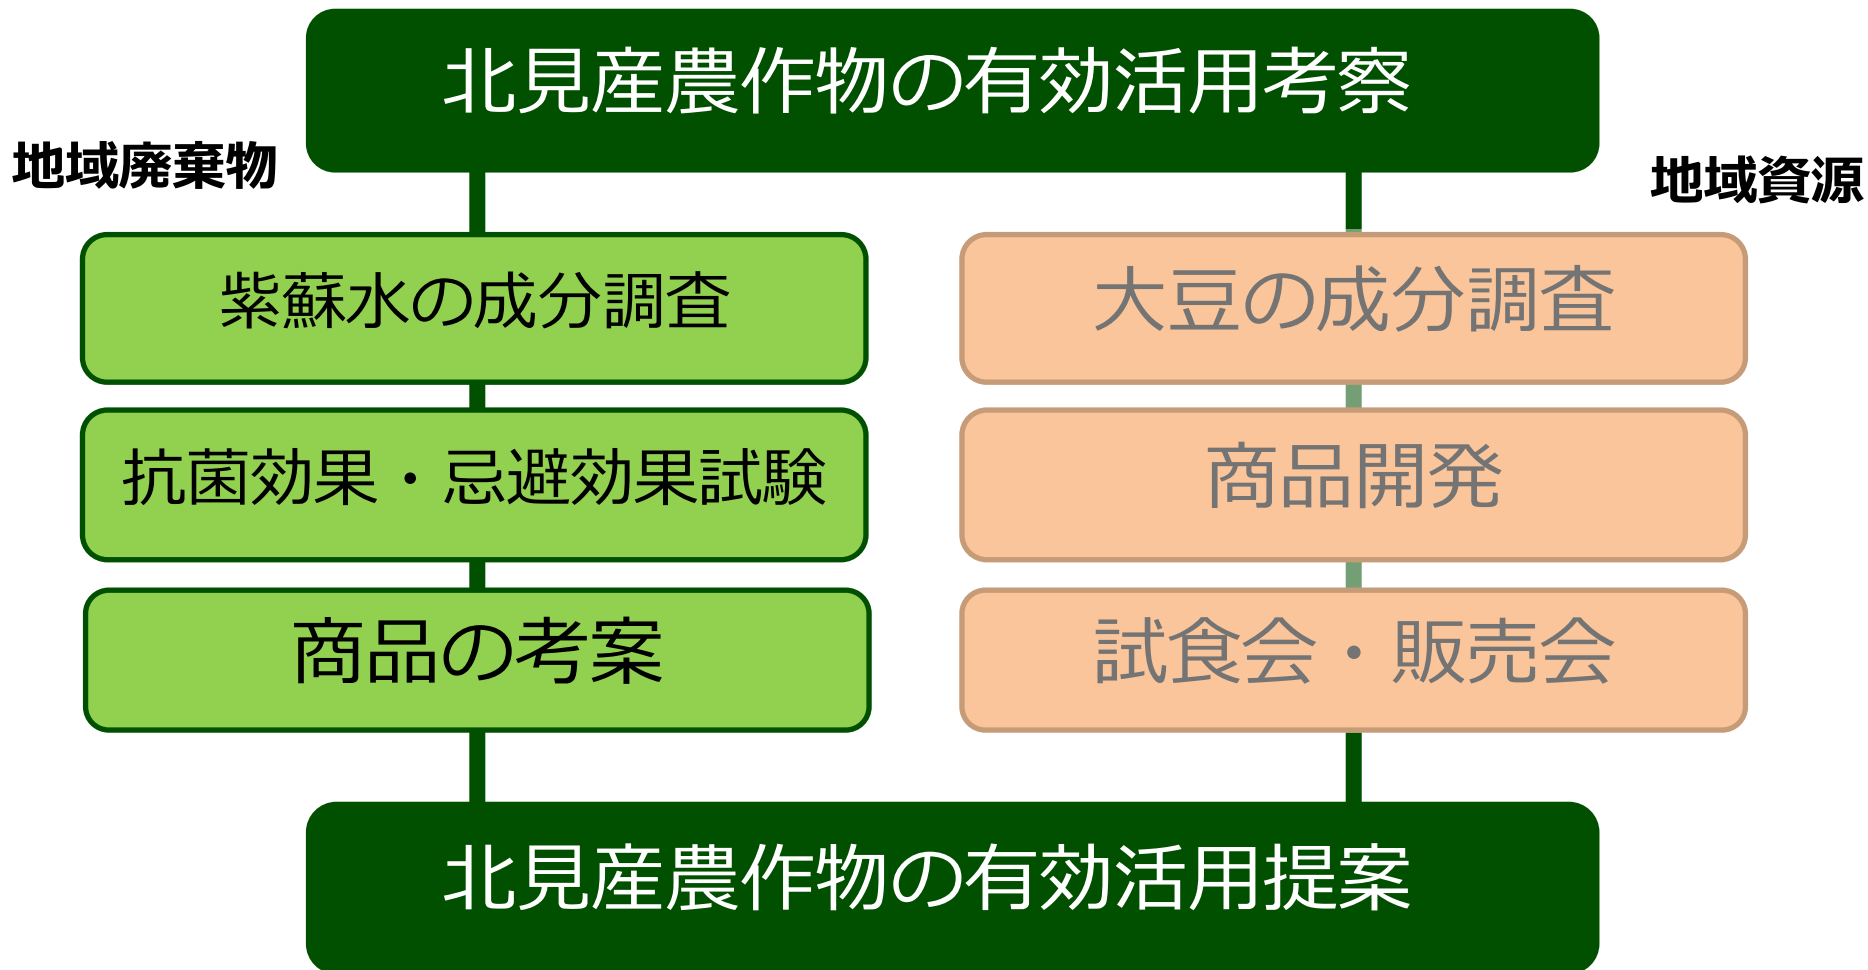 北見産農作物の有効活用考察
地域廃棄物
地域資源
紫蘇水の成分調査
大豆の成分調査
抗菌効果・忌避効果試験
商品開発
商品の考案
試食会・販売会
北見産農作物の有効活用提案